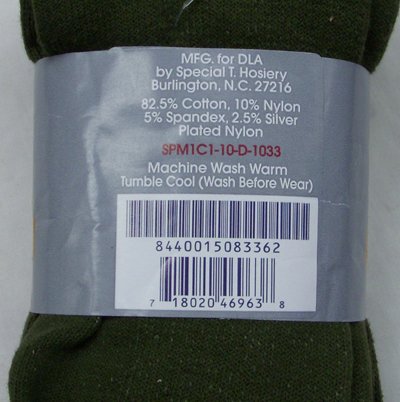 MFG. for DLA
by Special T. Hosiery
Burlington, N.C. 27216
82.5% Cotton, 10% Nylon
5% Spandex, 2.5% Silver
Plated Nylon
SPM1C1-10-D-1033
Machine Wash Warm
Tumble Cool (Wash Before Wear)
8440015083362
7 18020 46963 8